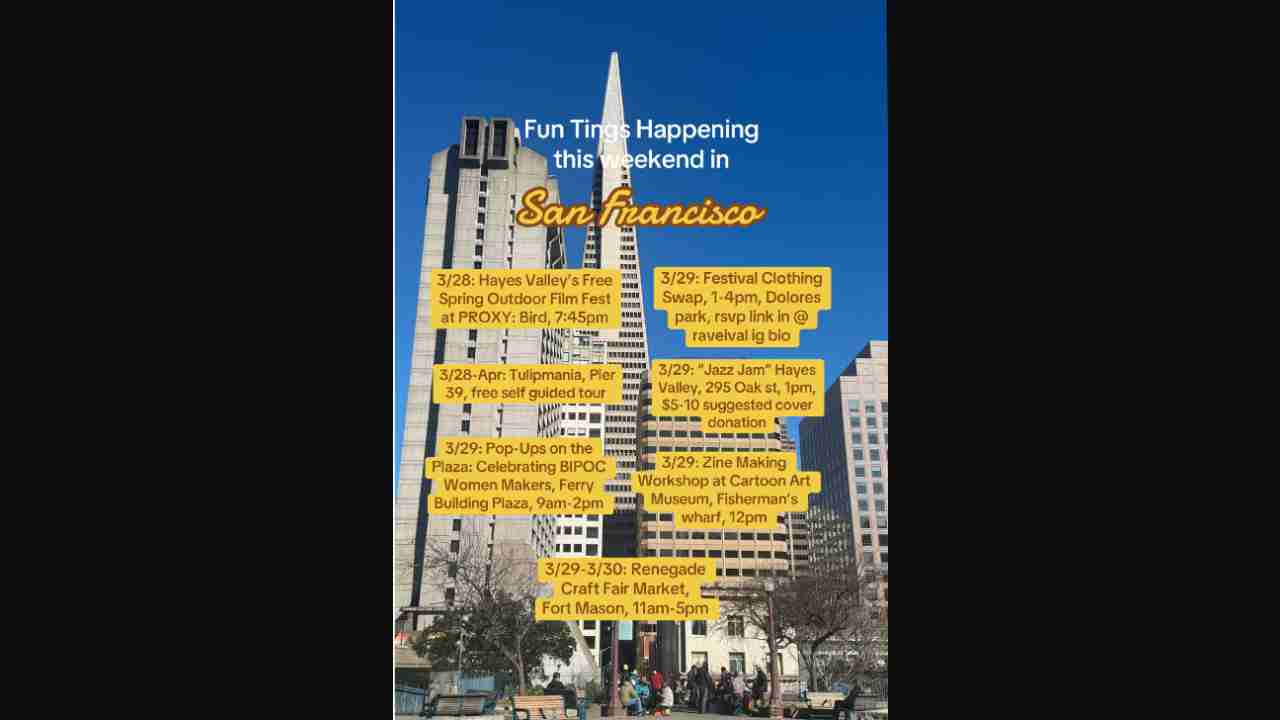 Fun Tings Happening
this weekend in
San Francisco
3/28: Hayes Valley's Free
Spring Outdoor Film Fest
at PROXY: Bird, 7:45pm
3/29: Festival Clothing
Swap, 1-4pm, Dolores
park, rsvp link in @
ravelval ig bio
3/28-Apr: Tulipmania, Pier
39, free self guided tour
3/29: "Jazz Jam" Hayes
Valley, 295 Oak st, 1pm,
$5-10 suggested cover
donation
3/29: Pop-Ups on the
Plaza: Celebrating BIPOC
Women Makers, Ferry
Building Plaza, 9am-2pm
3/29: Zine Making
Workshop at Cartoon Art
Museum, Fisherman's
wharf, 12pm
3/29-3/30: Renegade
Craft Fair Market,
Fort Mason, 11am-5pm